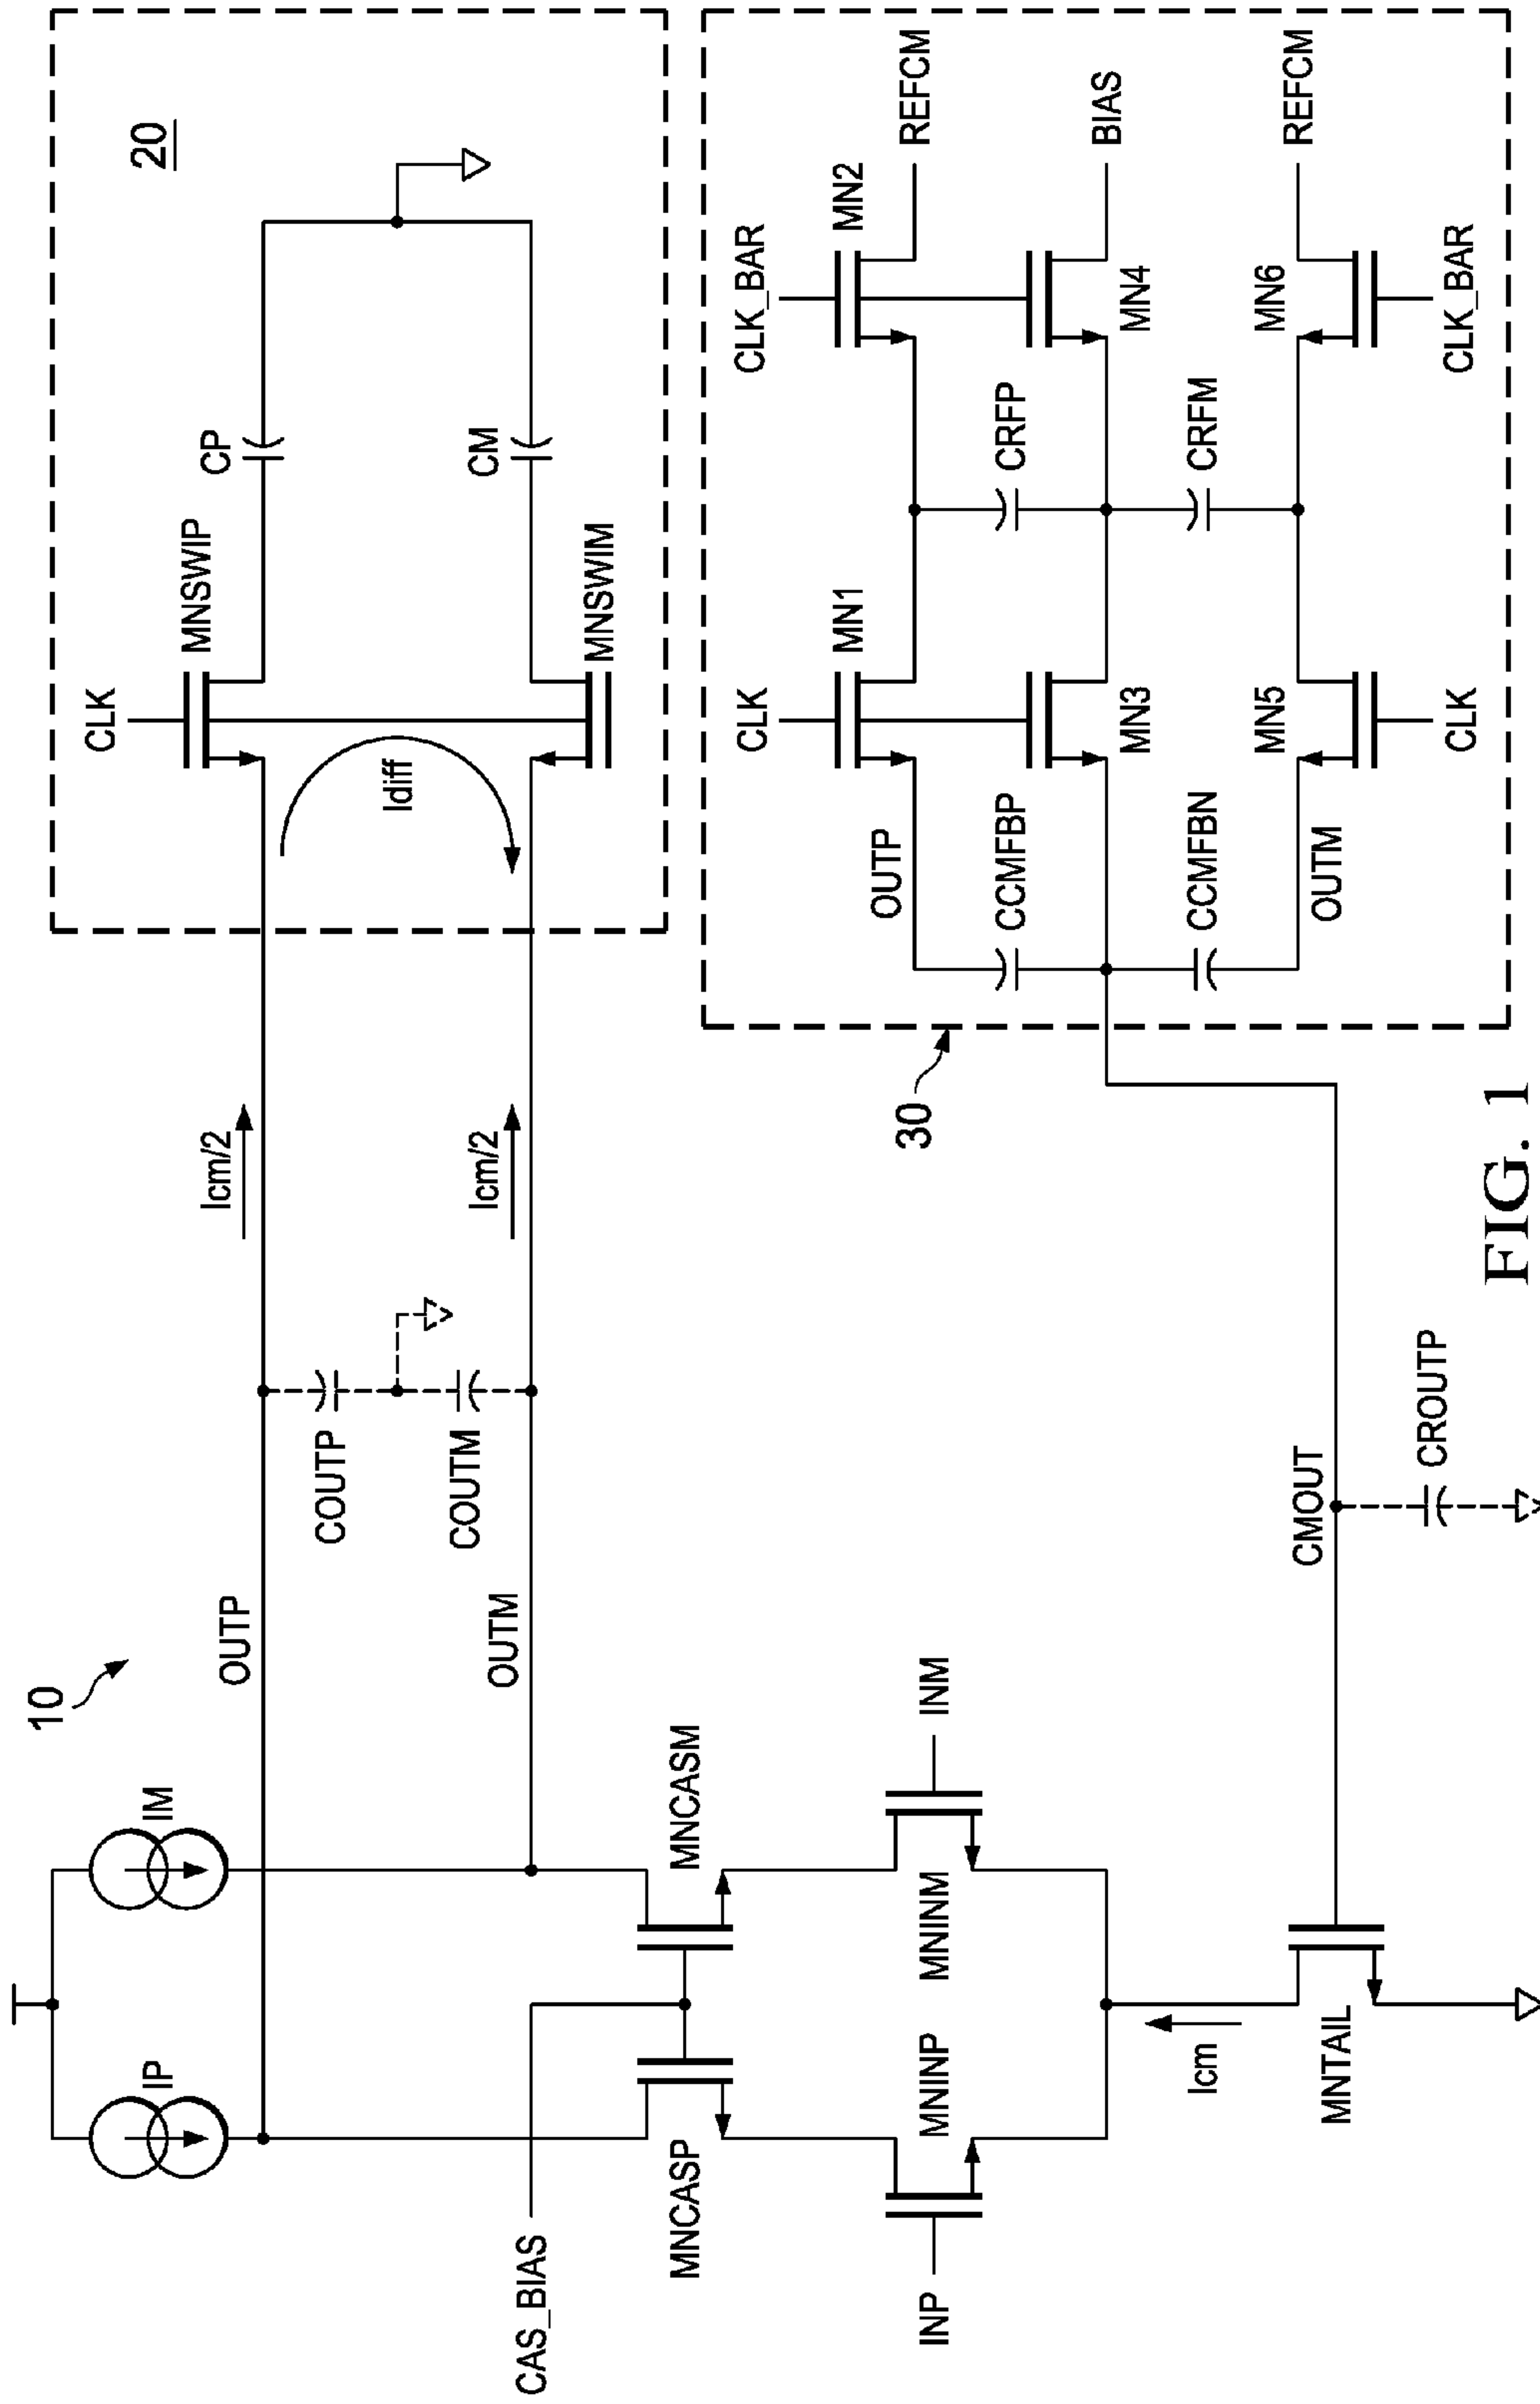 10
IP
IM
OUTP
OUTM
CAS_BIAS
MNCASP
MNCASM
INP
MNINP
MNINM
INM
Icm
MNTAIL
CMOUT
CROUTP
COUTP
COUTM
Icm/2
Icm/2
20
CLK
MNSWIP
CP
Idiff
MNSWIM
CM
30
CLK
MN1
CLK_BAR
MN2
REFCM
OUTP
CCMFBP
CRFP
MN3
MN4
BIAS
CCMFBN
CRFM
OUTM
MN5
MN6
REFCM
CLK
CLK_BAR
FIG. 1